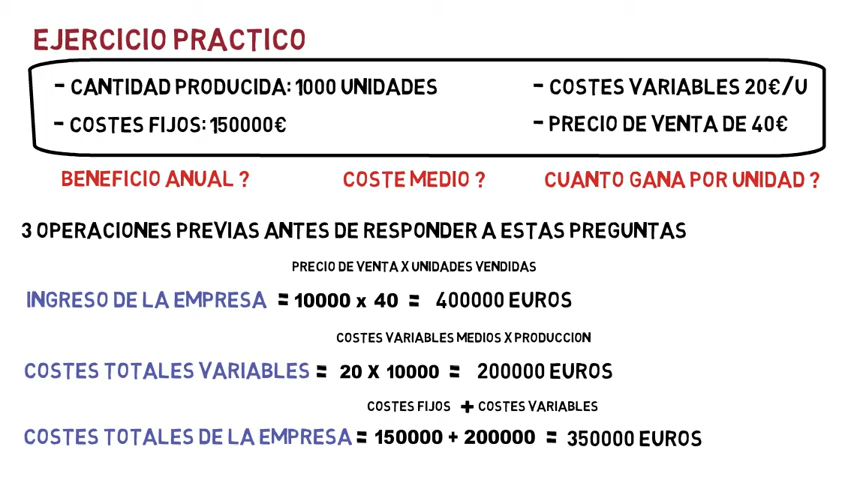 EJERCICIO PRACTICO
- CANTIDAD PRODUCIDA: 1000 UNIDADES
- COSTES VARIABLES 20€/U
- COSTES FIJOS: 150000€
- PRECIO DE VENTA DE 40€
BENEFICIO ANUAL ? COSTE MEDIO ? CUANTO GANA POR UNIDAD ?
3 OPERACIONES PREVIAS ANTES DE RESPONDER A ESTAS PREGUNTAS
PRECIO DE VENTA X UNIDADES VENDIDAS
INGRESO DE LA EMPRESA = 10000 x 40 = 400000 EUROS
COSTES VARIABLES MEDIOS X PRODUCCION
COSTES TOTALES VARIABLES = 20 X 10000 = 200000 EUROS
COSTES FIJOS + COSTES VARIABLES
COSTES TOTALES DE LA EMPRESA = 150000 + 200000 = 350000 EUROS